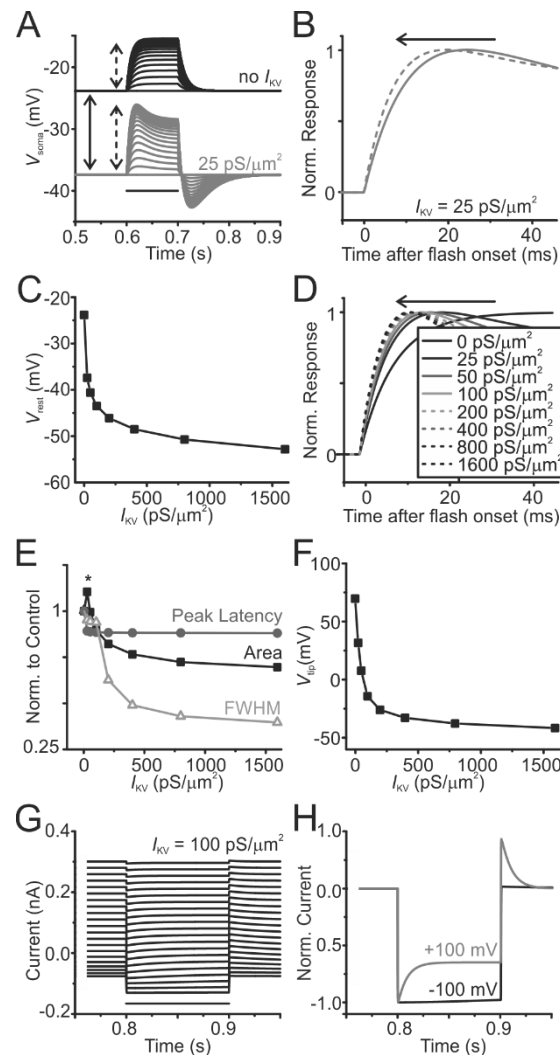 A
-20
-30
-40
V_soma (mV)
no I_KV
25 pS/μm²
0.5 0.6 0.7 0.8 0.9
Time (s)
B
Norm. Response
1
0
I_KV = 25 pS/μm²
0 20 40
Time after flash onset (ms)
C
-20
-30
-40
-50
-60
V_rest (mV)
0 500 1000 1500
I_KV (pS/μm²)
D
Norm. Response
1
0
0 pS/μm²
25 pS/μm²
50 pS/μm²
100 pS/μm²
200 pS/μm²
400 pS/μm²
800 pS/μm²
1600 pS/μm²
0 20 40
Time after flash onset (ms)
E
Norm. to Control
1
0.25
*
Peak Latency
Area
FWHM
0 500 1000 1500
I_KV (pS/μm²)
F
100
50
0
-50
V_tip (mV)
0 500 1000 1500
I_KV (pS/μm²)
G
0.4
0.2
0.0
-0.2
Current (nA)
I_KV = 100 pS/μm²
0.8 0.9
Time (s)
H
1.0
0.5
0.0
-0.5
-1.0
Norm. Current
+100 mV
-100 mV
0.8 0.9
Time (s)